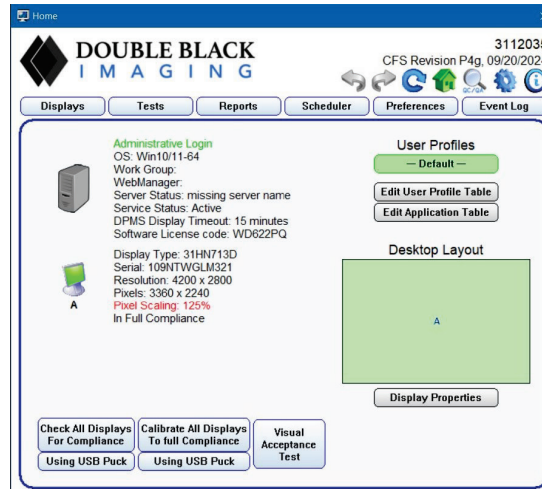 Home
DOUBLE BLACK
IMAGING
3112035
CFS Revision P4g, 09/20/202
QC/QA
Displays
Tests
Reports
Scheduler
Preferences
Event Log
Administrative Login
OS: Win10/11-64
Work Group:
WebManager:
Server Status: missing server name
Service Status: Active
DPMS Display Timeout: 15 minutes
Software License code: WD622PQ
Display Type: 31HN713D
Serial: 109NTWGLM321
Resolution: 4200 x 2800
Pixels: 3360 x 2240
Pixel Scaling: 125%
In Full Compliance
A
User Profiles
— Default —
Edit User Profile Table
Edit Application Table
Desktop Layout
A
Display Properties
Check All Displays
For Compliance
Using USB Puck
Calibrate All Displays
To full Compliance
Using USB Puck
Visual
Acceptance
Test